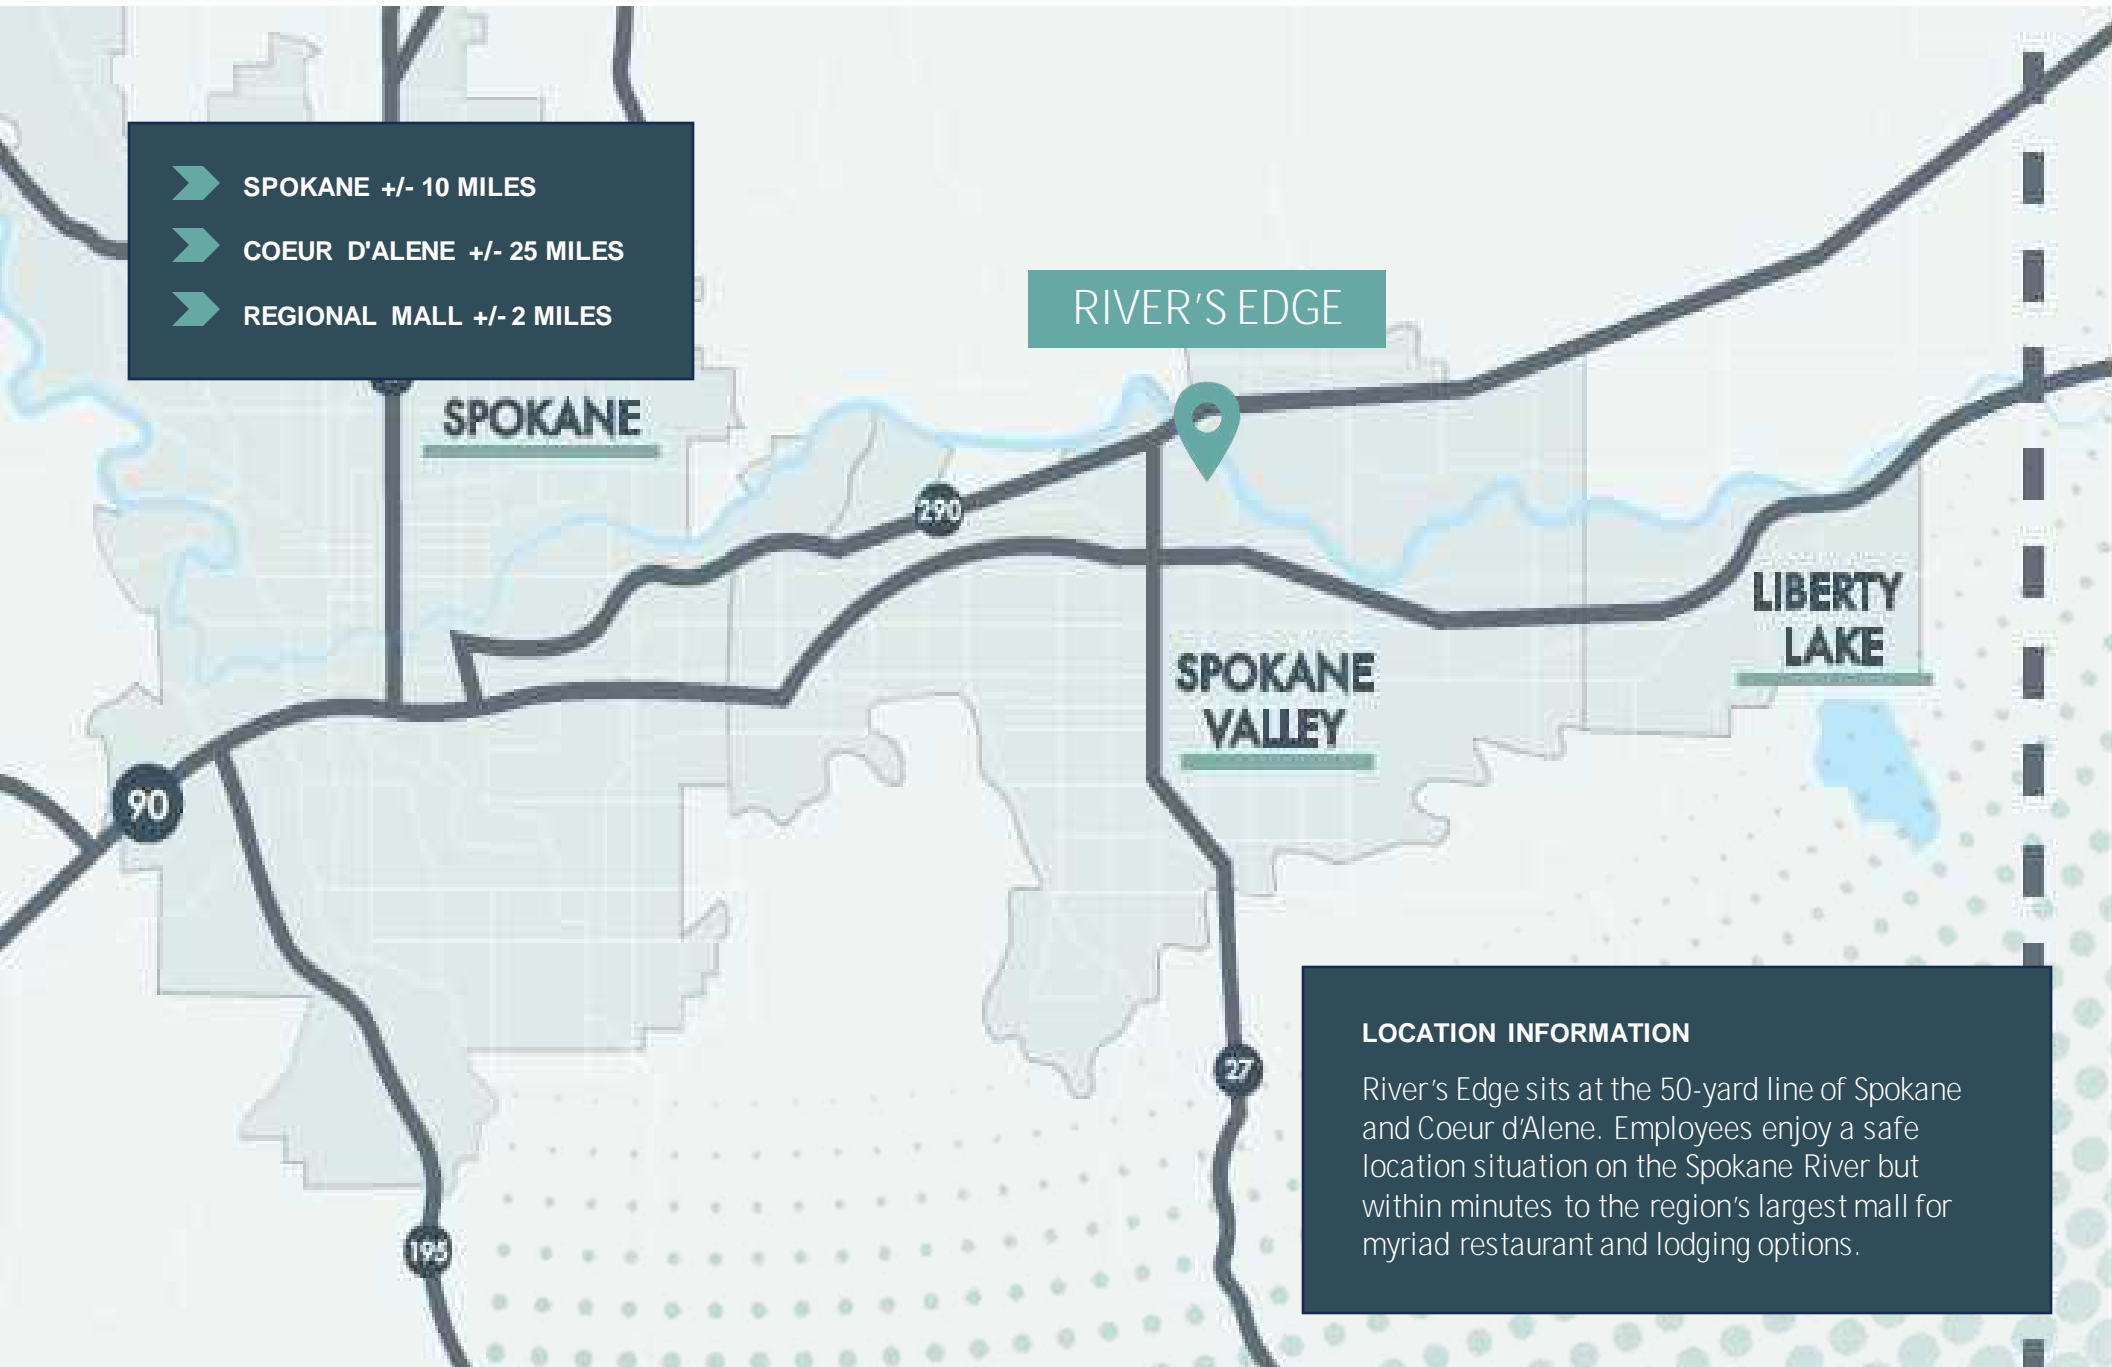 SPOKANE +/- 10 MILES
COEUR D'ALENE +/- 25 MILES
REGIONAL MALL +/- 2 MILES
RIVER’S EDGE
SPOKANE
290
LIBERTY
LAKE
SPOKANE
VALLEY
90
27
195
LOCATION INFORMATION
River’s Edge sits at the 50-yard line of Spokane
and Coeur d’Alene. Employees enjoy a safe
location situation on the Spokane River but
within minutes to the region’s largest mall for
myriad restaurant and lodging options.